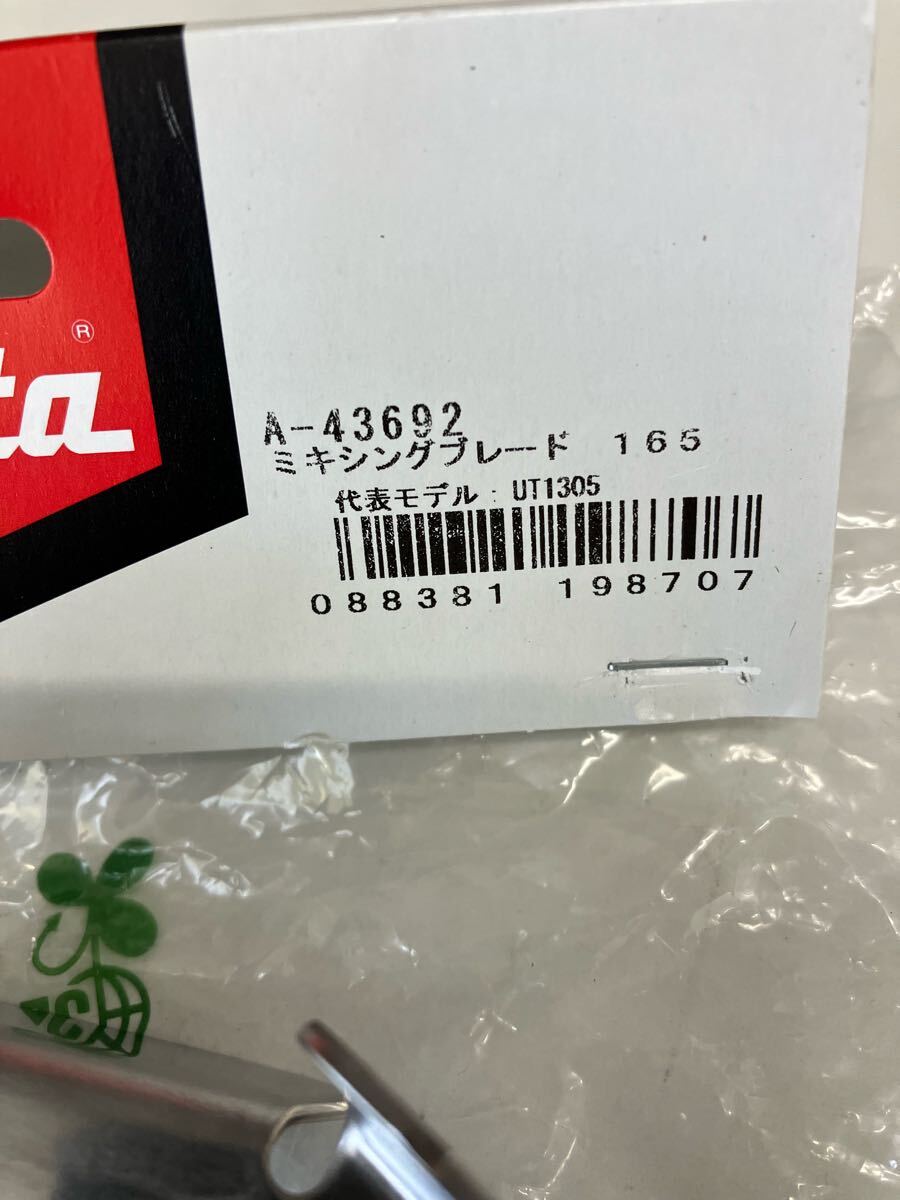 ta
®
A-43692
ミキシングブレード 165
代表モデル:UT1305
088381 198707